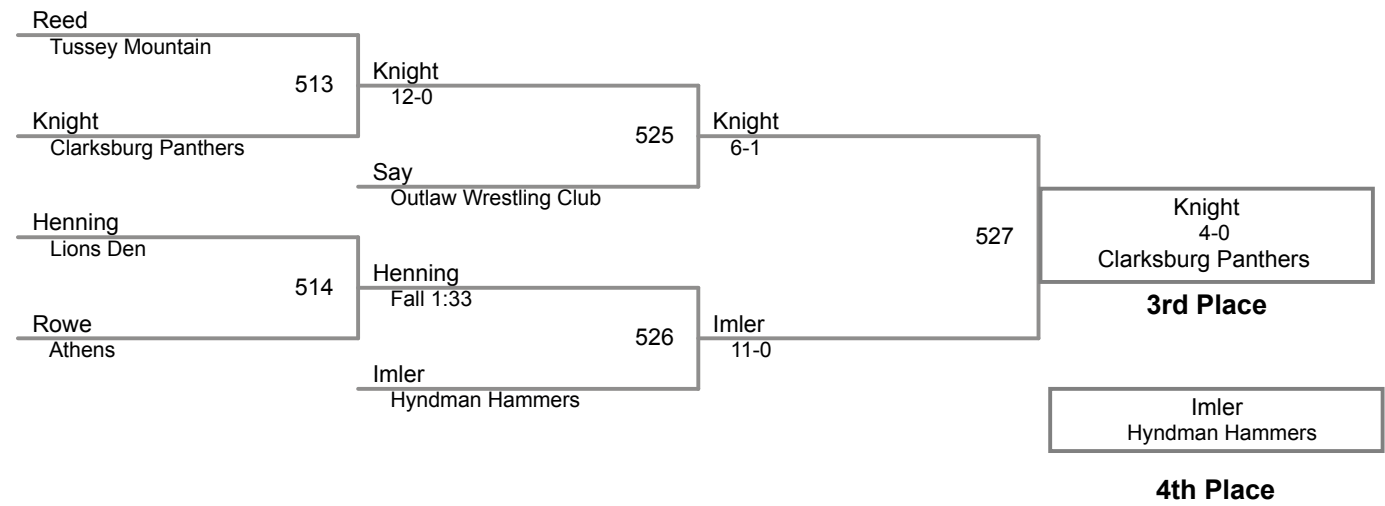 Reed
Tussey Mountain
513
Knight
12-0
Knight
Clarksburg Panthers
525
Knight
6-1
Say
Outlaw Wrestling Club
Henning
Lions Den
527
Knight
4-0
Clarksburg Panthers
3rd Place
514
Henning
Fall 1:33
Rowe
Athens
526
Imler
11-0
Imler
Hyndman Hammers
Imler
Hyndman Hammers
4th Place